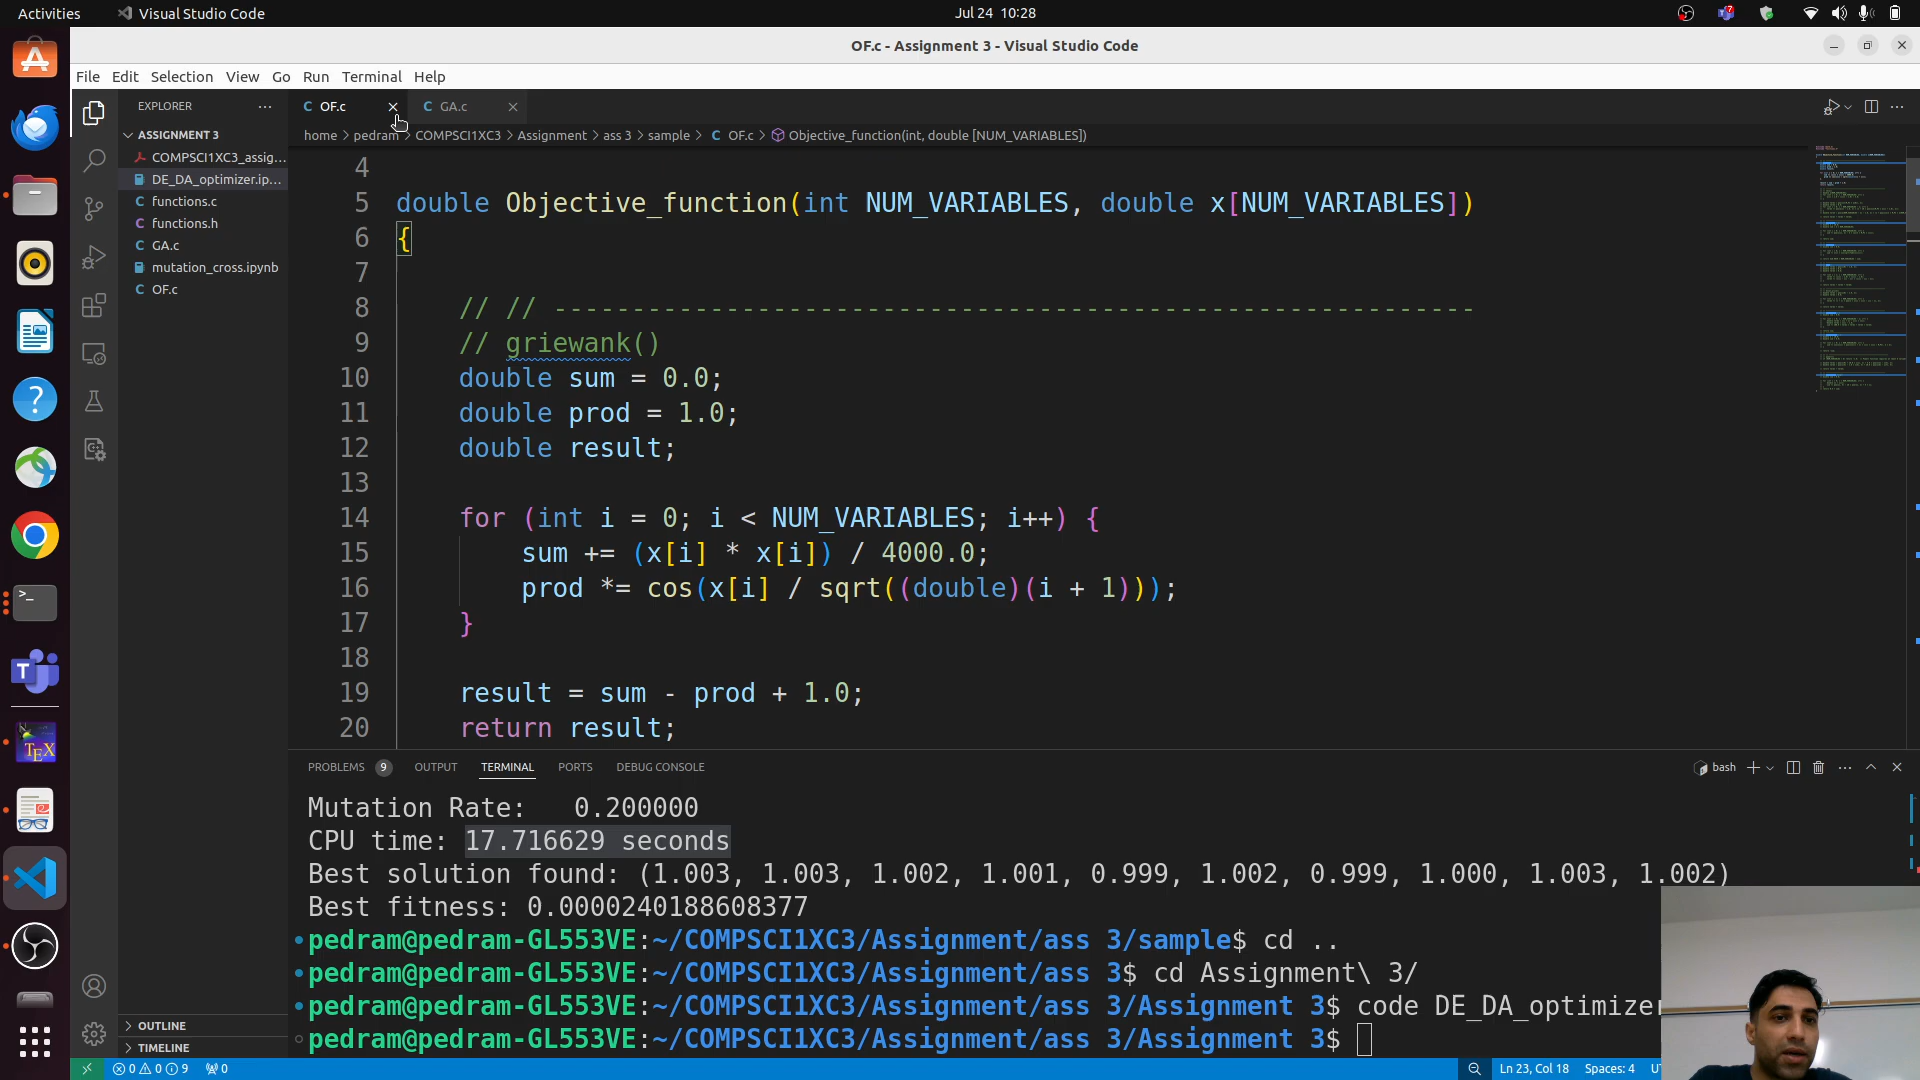 Activities
Visual Studio Code
Jul 24 10:28
OF.c - Assignment 3 - Visual Studio Code
File Edit Selection View Go Run Terminal Help
EXPLORER
ASSIGNMENT 3
COMPSCI1XC3_assig...
DE_DA_optimizer.ip...
functions.c
functions.h
GA.c
mutation_cross.ipynb
OF.c
OUTLINE
TIMELINE
OF.c
GA.c
home > pedram > COMPSCI1XC3 > Assignment > ass 3 > sample > OF.c > Objective_function(int, double [NUM_VARIABLES])
4
5 double Objective_function(int NUM_VARIABLES, double x[NUM_VARIABLES])
6 {
7
8 // // -----------------------------------------------------------
9 // griewank()
10 double sum = 0.0;
11 double prod = 1.0;
12 double result;
13
14 for (int i = 0; i < NUM_VARIABLES; i++) {
15 sum += (x[i] * x[i]) / 4000.0;
16 prod *= cos(x[i] / sqrt((double)(i + 1)));
17 }
18
19 result = sum - prod + 1.0;
20 return result;
PROBLEMS 9 OUTPUT TERMINAL PORTS DEBUG CONSOLE
bash
Mutation Rate: 0.200000
CPU time: 17.716629 seconds
Best solution found: (1.003, 1.003, 1.002, 1.001, 0.999, 1.002, 0.999, 1.000, 1.003, 1.002)
Best fitness: 0.0000240188608377
pedram@pedram-GL553VE:~/COMPSCI1XC3/Assignment/ass 3/sample$ cd ..
pedram@pedram-GL553VE:~/COMPSCI1XC3/Assignment/ass 3$ cd Assignment\ 3/
pedram@pedram-GL553VE:~/COMPSCI1XC3/Assignment/ass 3/Assignment 3$ code DE_DA_optimizer
pedram@pedram-GL553VE:~/COMPSCI1XC3/Assignment/ass 3/Assignment 3$
0 0 9 0
Ln 23, Col 18 Spaces: 4